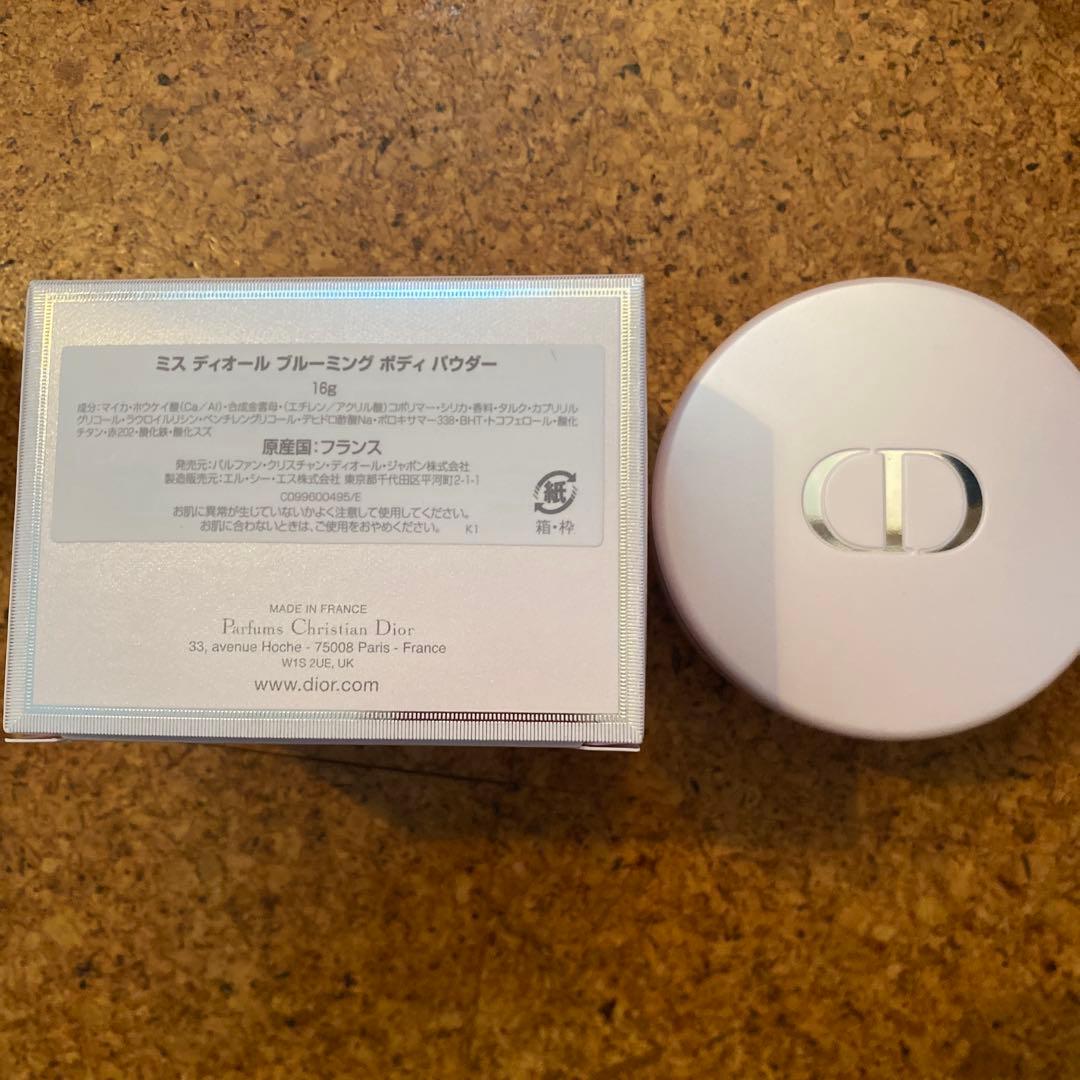 ミス ディオール ブルーミング ボディ パウダー
16g
成分:マイカ・ホウケイ酸(Ca/Al)・合成金雲母・(エチレン/アクリル酸)コポリマー・シリカ・香料・タルク・カプリリル
グリコール・ラウロイルリシン・ペンチレングリコール・デヒドロ酢酸Na・ポロキサマー338・BHT・トコフェロール・酸化
チタン・赤202・酸化鉄・酸化スズ
原産国:フランス
発売元:パルファン・クリスチャン・ディオール・ジャポン株式会社
製造販売元:エル・シー・エス株式会社 東京都千代田区平河町2-1-1
C099600495/E
お肌に異常が生じていないかよく注意して使用してください。
お肌に合わないときは、ご使用をおやめください。 K1
紙
箱・枠
MADE IN FRANCE
Parfums Christian Dior
33, avenue Hoche - 75008 Paris - France
W1S 2UE, UK
www.dior.com
CD